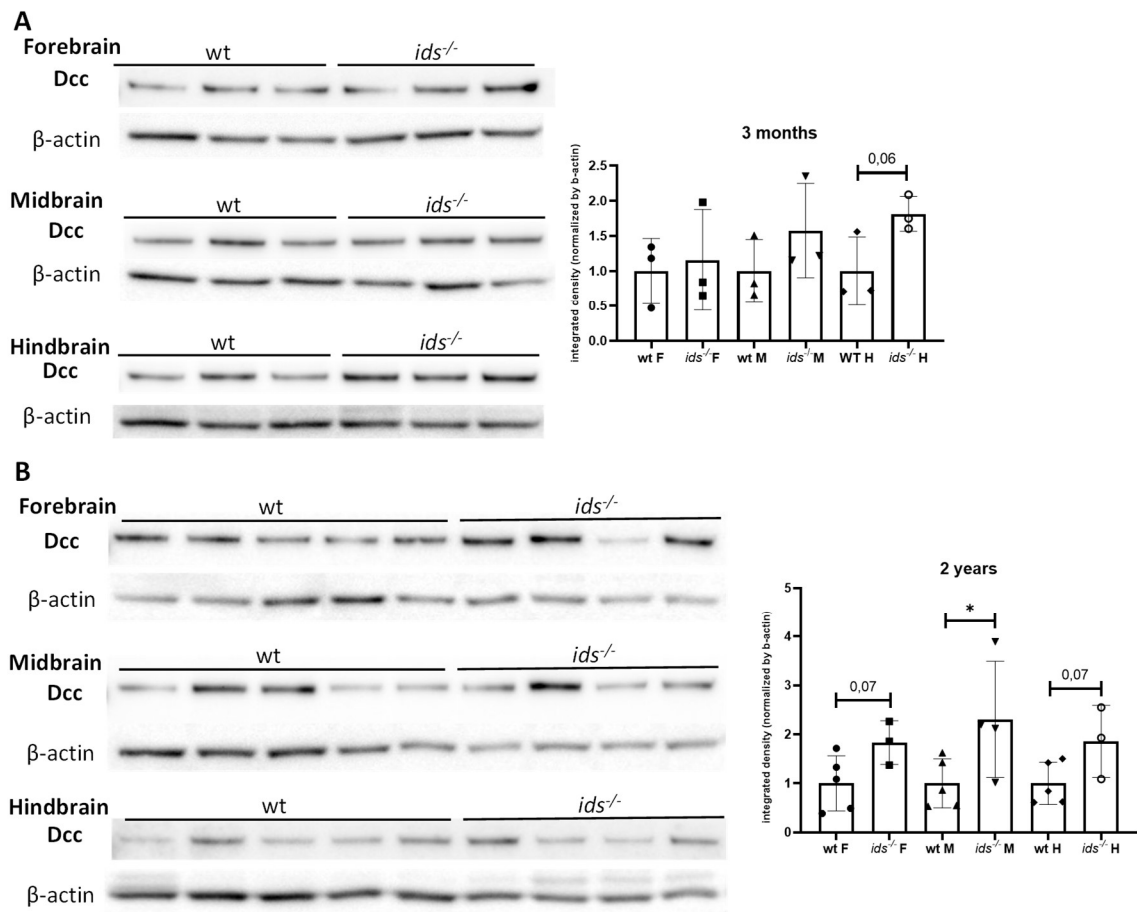 A
Forebrain
wt
ids-/-
Dcc
β-actin
Midbrain
wt
ids-/-
Dcc
β-actin
Hindbrain
wt
ids-/-
Dcc
β-actin
3 months
integrated density (normalized by b-actin)
2.5
2.0
1.5
1.0
0.5
0.0
0,06
wt F
ids-/-F
wt M
ids-/-M
WT H
ids-/- H
B
Forebrain
wt
ids-/-
Dcc
β-actin
Midbrain
wt
ids-/-
Dcc
β-actin
Hindbrain
wt
ids-/-
Dcc
β-actin
2 years
integrated density (normalized by b-actin)
5
4
3
2
1
0
0,07
*
0,07
wt F
ids-/- F
wt M
ids-/- M
wt H
ids-/- H